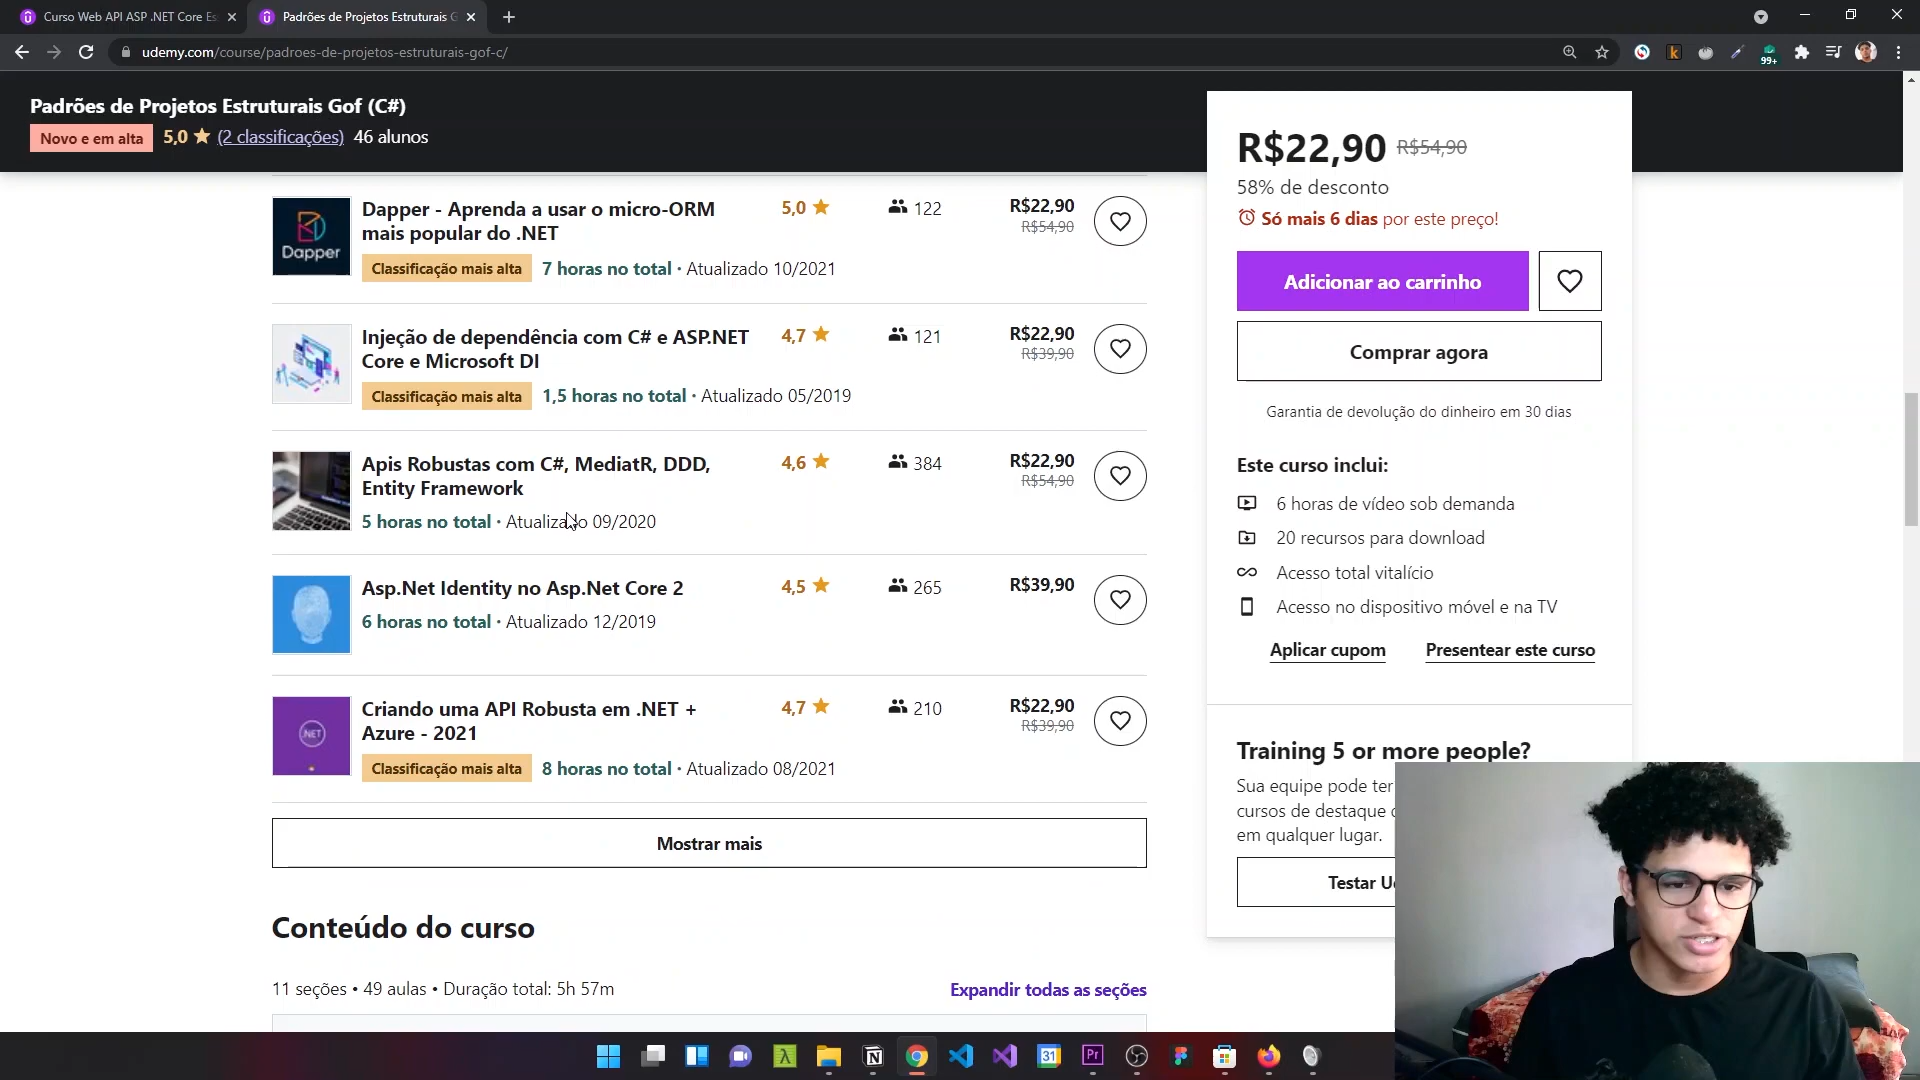 Curso Web API ASP .NET Core Es
Padrões de Projetos Estruturais G
udemy.com/course/padroes-de-projetos-estruturais-gof-c/
99+
Padrões de Projetos Estruturais Gof (C#)
Novo e em alta 5,0 (2 classificações) 46 alunos
Dapper
Dapper - Aprenda a usar o micro-ORM
mais popular do .NET
5,0 122 R$22,90
R$54,90
Classificação mais alta 7 horas no total • Atualizado 10/2021
Injeção de dependência com C# e ASP.NET
Core e Microsoft DI
4,7 121 R$22,90
R$39,90
Classificação mais alta 1,5 horas no total • Atualizado 05/2019
Apis Robustas com C#, MediatR, DDD,
Entity Framework
4,6 384 R$22,90
R$54,90
5 horas no total • Atualizado 09/2020
Asp.Net Identity no Asp.Net Core 2
4,5 265 R$39,90
6 horas no total • Atualizado 12/2019
.NET
Criando uma API Robusta em .NET +
Azure - 2021
4,7 210 R$22,90
R$39,90
Classificação mais alta 8 horas no total • Atualizado 08/2021
Mostrar mais
Conteúdo do curso
11 seções • 49 aulas • Duração total: 5h 57m
Expandir todas as seções
R$22,90 R$54,90
58% de desconto
Só mais 6 dias por este preço!
Adicionar ao carrinho
Comprar agora
Garantia de devolução do dinheiro em 30 dias
Este curso inclui:
6 horas de vídeo sob demanda
20 recursos para download
Acesso total vitalício
Acesso no dispositivo móvel e na TV
Aplicar cupom Presentear este curso
Training 5 or more people?
Sua equipe pode ter
cursos de destaque
em qualquer lugar.
Testar
31
Pr